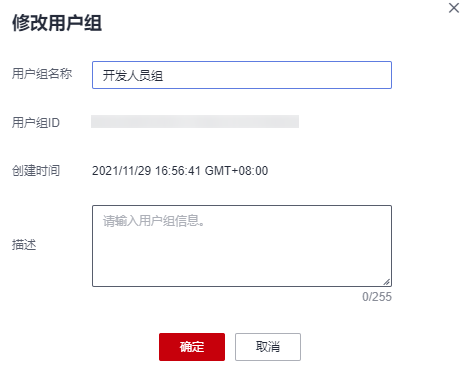 修改用户组
用户组名称 开发人员组
用户组ID
创建时间 2021/11/29 16:56:41 GMT+08:00
描述 请输入用户组信息。
0/255
确定 取消